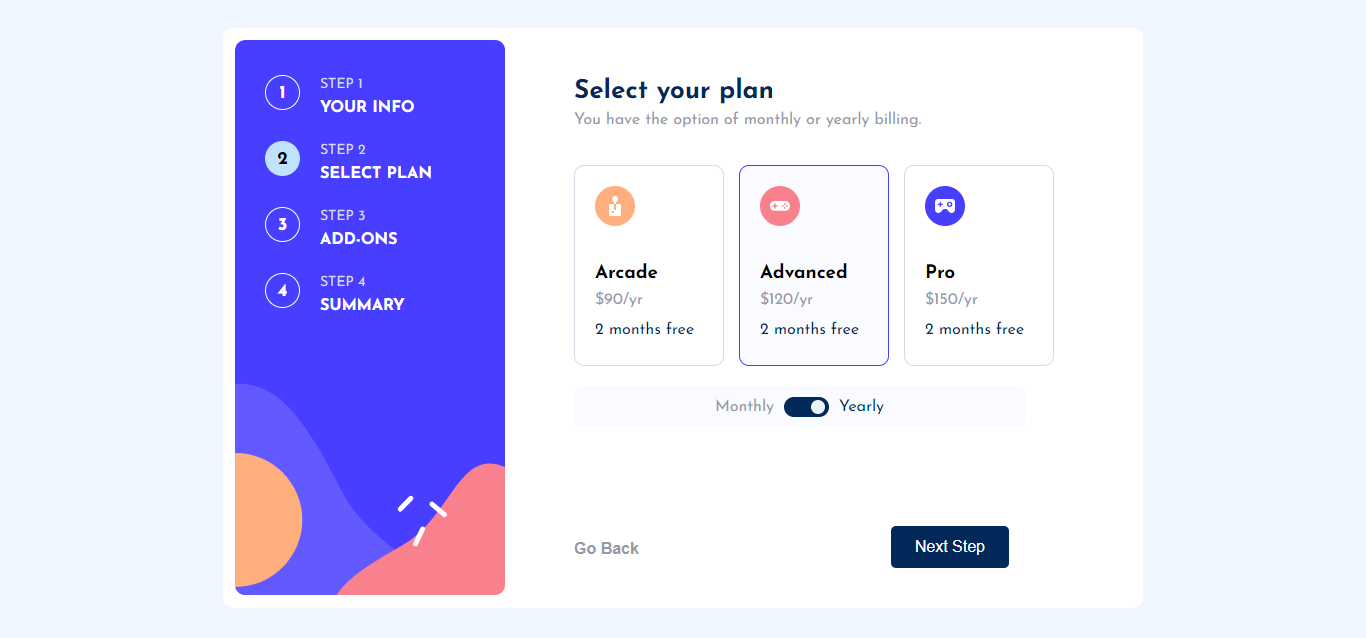 1
STEP 1
YOUR INFO
2
STEP 2
SELECT PLAN
3
STEP 3
ADD-ONS
4
STEP 4
SUMMARY
Select your plan
You have the option of monthly or yearly billing.
Arcade
$90/yr
2 months free
Advanced
$120/yr
2 months free
Pro
$150/yr
2 months free
Monthly Yearly
Go Back
Next Step